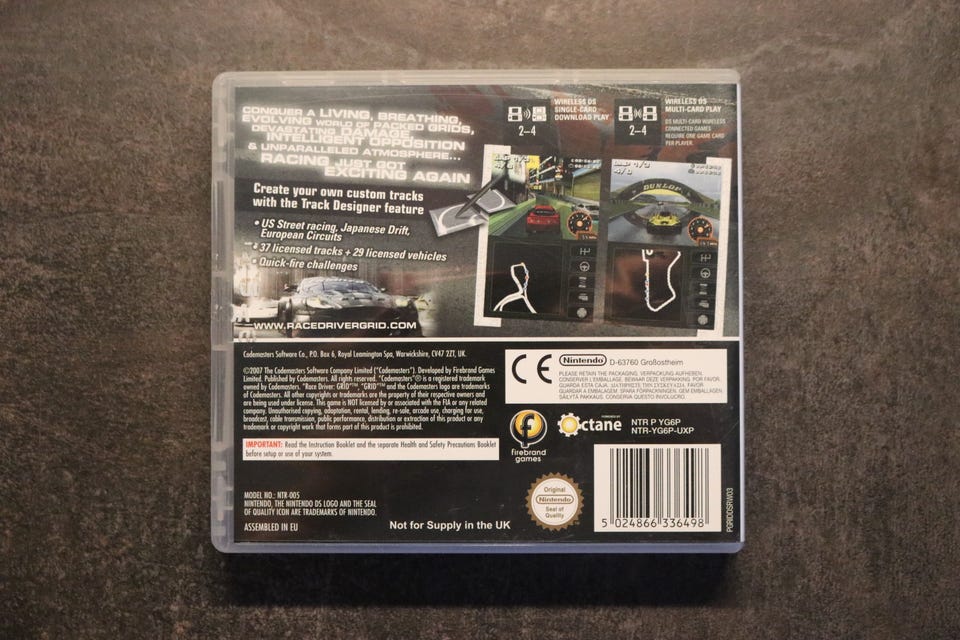 CONQUER A LIVING, BREATHING,
EVOLVING WORLD OF PACKED GRIDS,
DEVASTATING DAMAGE,
INTELLIGENT OPPOSITION
& UNPARALLELED ATMOSPHERE...
RACING JUST GOT
EXCITING AGAIN
Create your own custom tracks
with the Track Designer feature
• US Street racing, Japanese Drift,
European Circuits
• 37 licensed tracks + 29 licensed vehicles
• Quick-fire challenges
WWW.RACEDRIVERGRID.COM
2–4
WIRELESS DS
SINGLE-CARD
DOWNLOAD PLAY
2–4
WIRELESS DS
MULTI-CARD PLAY
DS MULTI-CARD WIRELESS
CONNECTED GAMES
REQUIRE ONE GAME CARD
PER PLAYER.
DUNLOP
Codemasters Software Co., P.O. Box 6, Royal Leamington Spa, Warwickshire, CV47 2ZT, UK.
©2007 The Codemasters Software Company Limited ("Codemasters"). Developed by Firebrand Games
Limited. Published by Codemasters. All rights reserved. "Codemasters"® is a registered trademark
owned by Codemasters. "Race Driver: GRID"™, "GRID"™ and the Codemasters logo are trademarks
of Codemasters. All other copyrights or trademarks are the property of their respective owners and
are being used under license. This game is NOT licensed by or associated with the FIA or any related
company. Unauthorised copying, adaptation, rental, lending, re-sale, arcade use, charging for use,
broadcast, cable transmission, public performance, distribution or extraction of this product or any
trademark or copyright work that forms part of this product is prohibited.
IMPORTANT: Read the Instruction Booklet and the separate Health and Safety Precautions Booklet
before setup or use of your system.
MODEL NO.: NTR-005
NINTENDO, THE NINTENDO DS LOGO AND THE SEAL
OF QUALITY ICON ARE TRADEMARKS OF NINTENDO.
ASSEMBLED IN EU
Not for Supply in the UK
CE
Nintendo D-63760 Großostheim
PLEASE RETAIN THE PACKAGING. VERPACKUNG AUFHEBEN.
CONSERVER L'EMBALLAGE. BEWAAR DEZE VERPAKKING. POR FAVOR,
GUARDA ESTA CAJA. ΔΙΑΤΗΡΗΣΤΕ ΤΗΝ ΣΥΣΚΕΥΑΣΙΑ.
GUARDE A EMBALAGEM. SPARA FÖRPACKNINGEN. GEM EMBALLAGEN.
SÄILYTÄ PAKKAUS. CONSERVA QUESTO INVOLUCRO.
f
firebrand
games
POWERED BY
Octane
NTR P YG6P
NTR-YG6P-UXP
Original
Nintendo
Seal of
Quality
5 024866 336498
PGRIDDSRW03